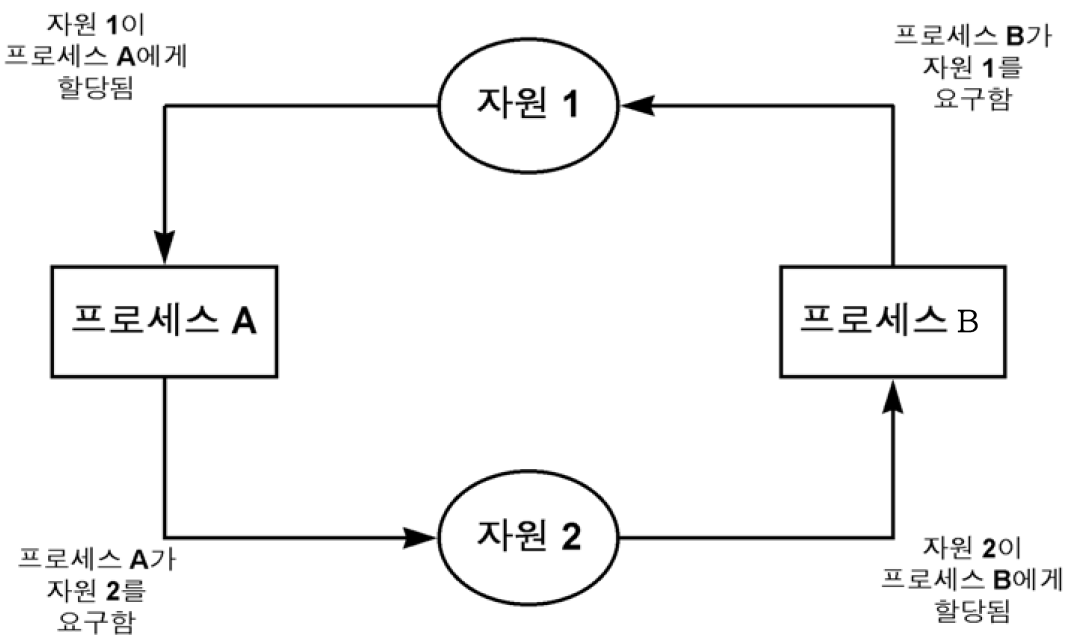 자원 1이
프로세스 A에게
할당됨
프로세스 B가
자원 1를
요구함
자원 1
프로세스 A
프로세스 B
자원 2
프로세스 A가
자원 2를
요구함
자원 2이
프로세스 B에게
할당됨